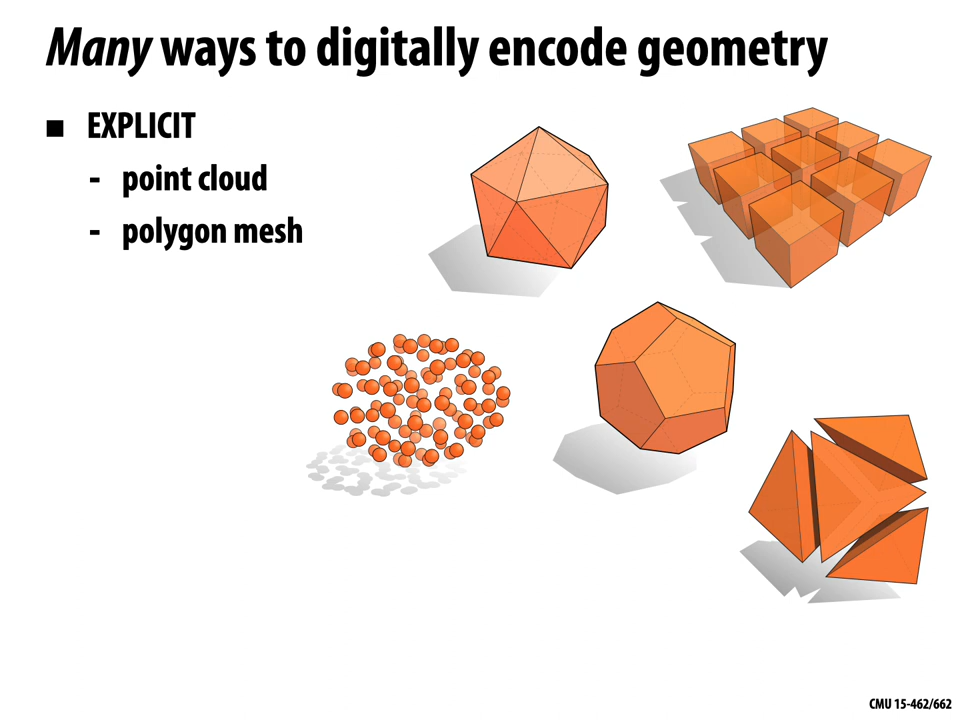 Many ways to digitally encode geometry
■ EXPLICIT
- point cloud
- polygon mesh
CMU 15-462/662